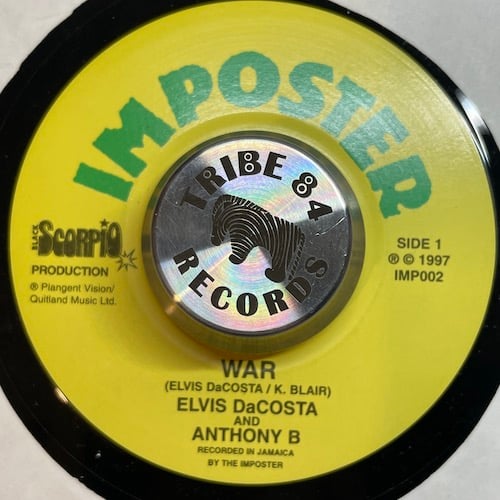 IMPOSTER
TRIBE 84
RECORDS
BLACK
SCORPIO
PRODUCTION
℗ Plangent Vision/
Quitland Music Ltd.
SIDE 1
℗ © 1997
IMP002
WAR
(ELVIS DaCOSTA / K. BLAIR)
ELVIS DaCOSTA
AND
ANTHONY B
RECORDED IN JAMAICA
BY THE IMPOSTER